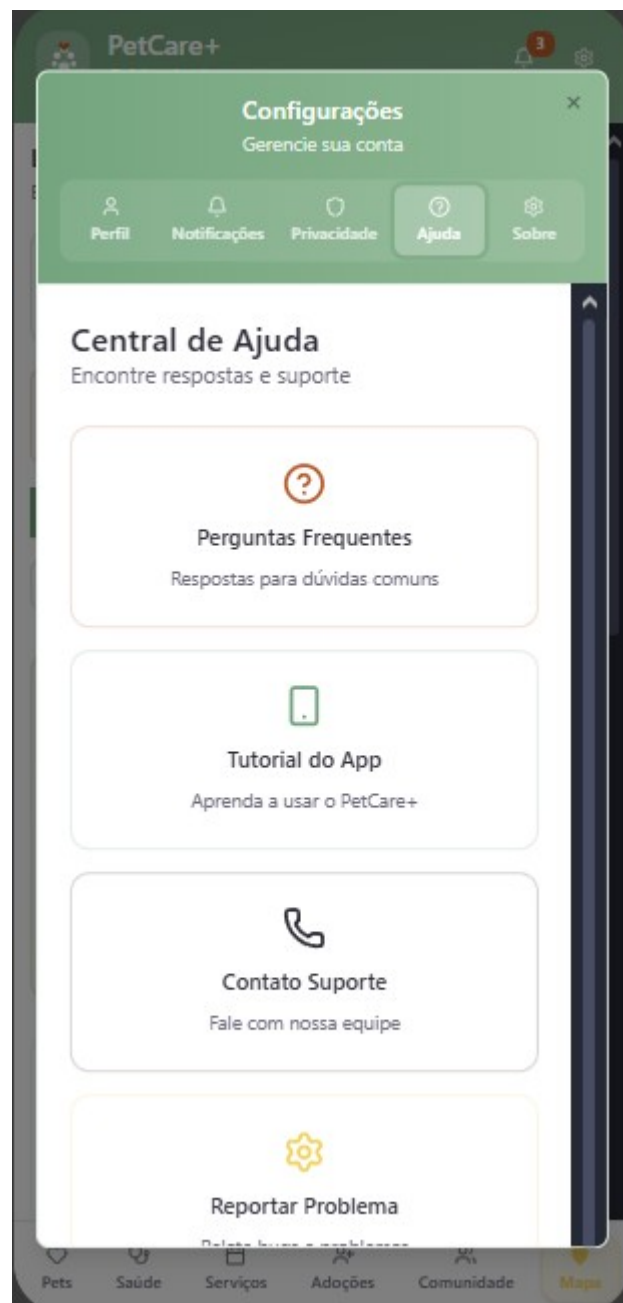 PetCare+
3
Configurações
Gerencie sua conta
Perfil
Notificações
Privacidade
Ajuda
Sobre
Central de Ajuda
Encontre respostas e suporte
Perguntas Frequentes
Respostas para dúvidas comuns
Tutorial do App
Aprenda a usar o PetCare+
Contato Suporte
Fale com nossa equipe
Reportar Problema
Pets
Saúde
Serviços
Adoções
Comunidade
Mapa